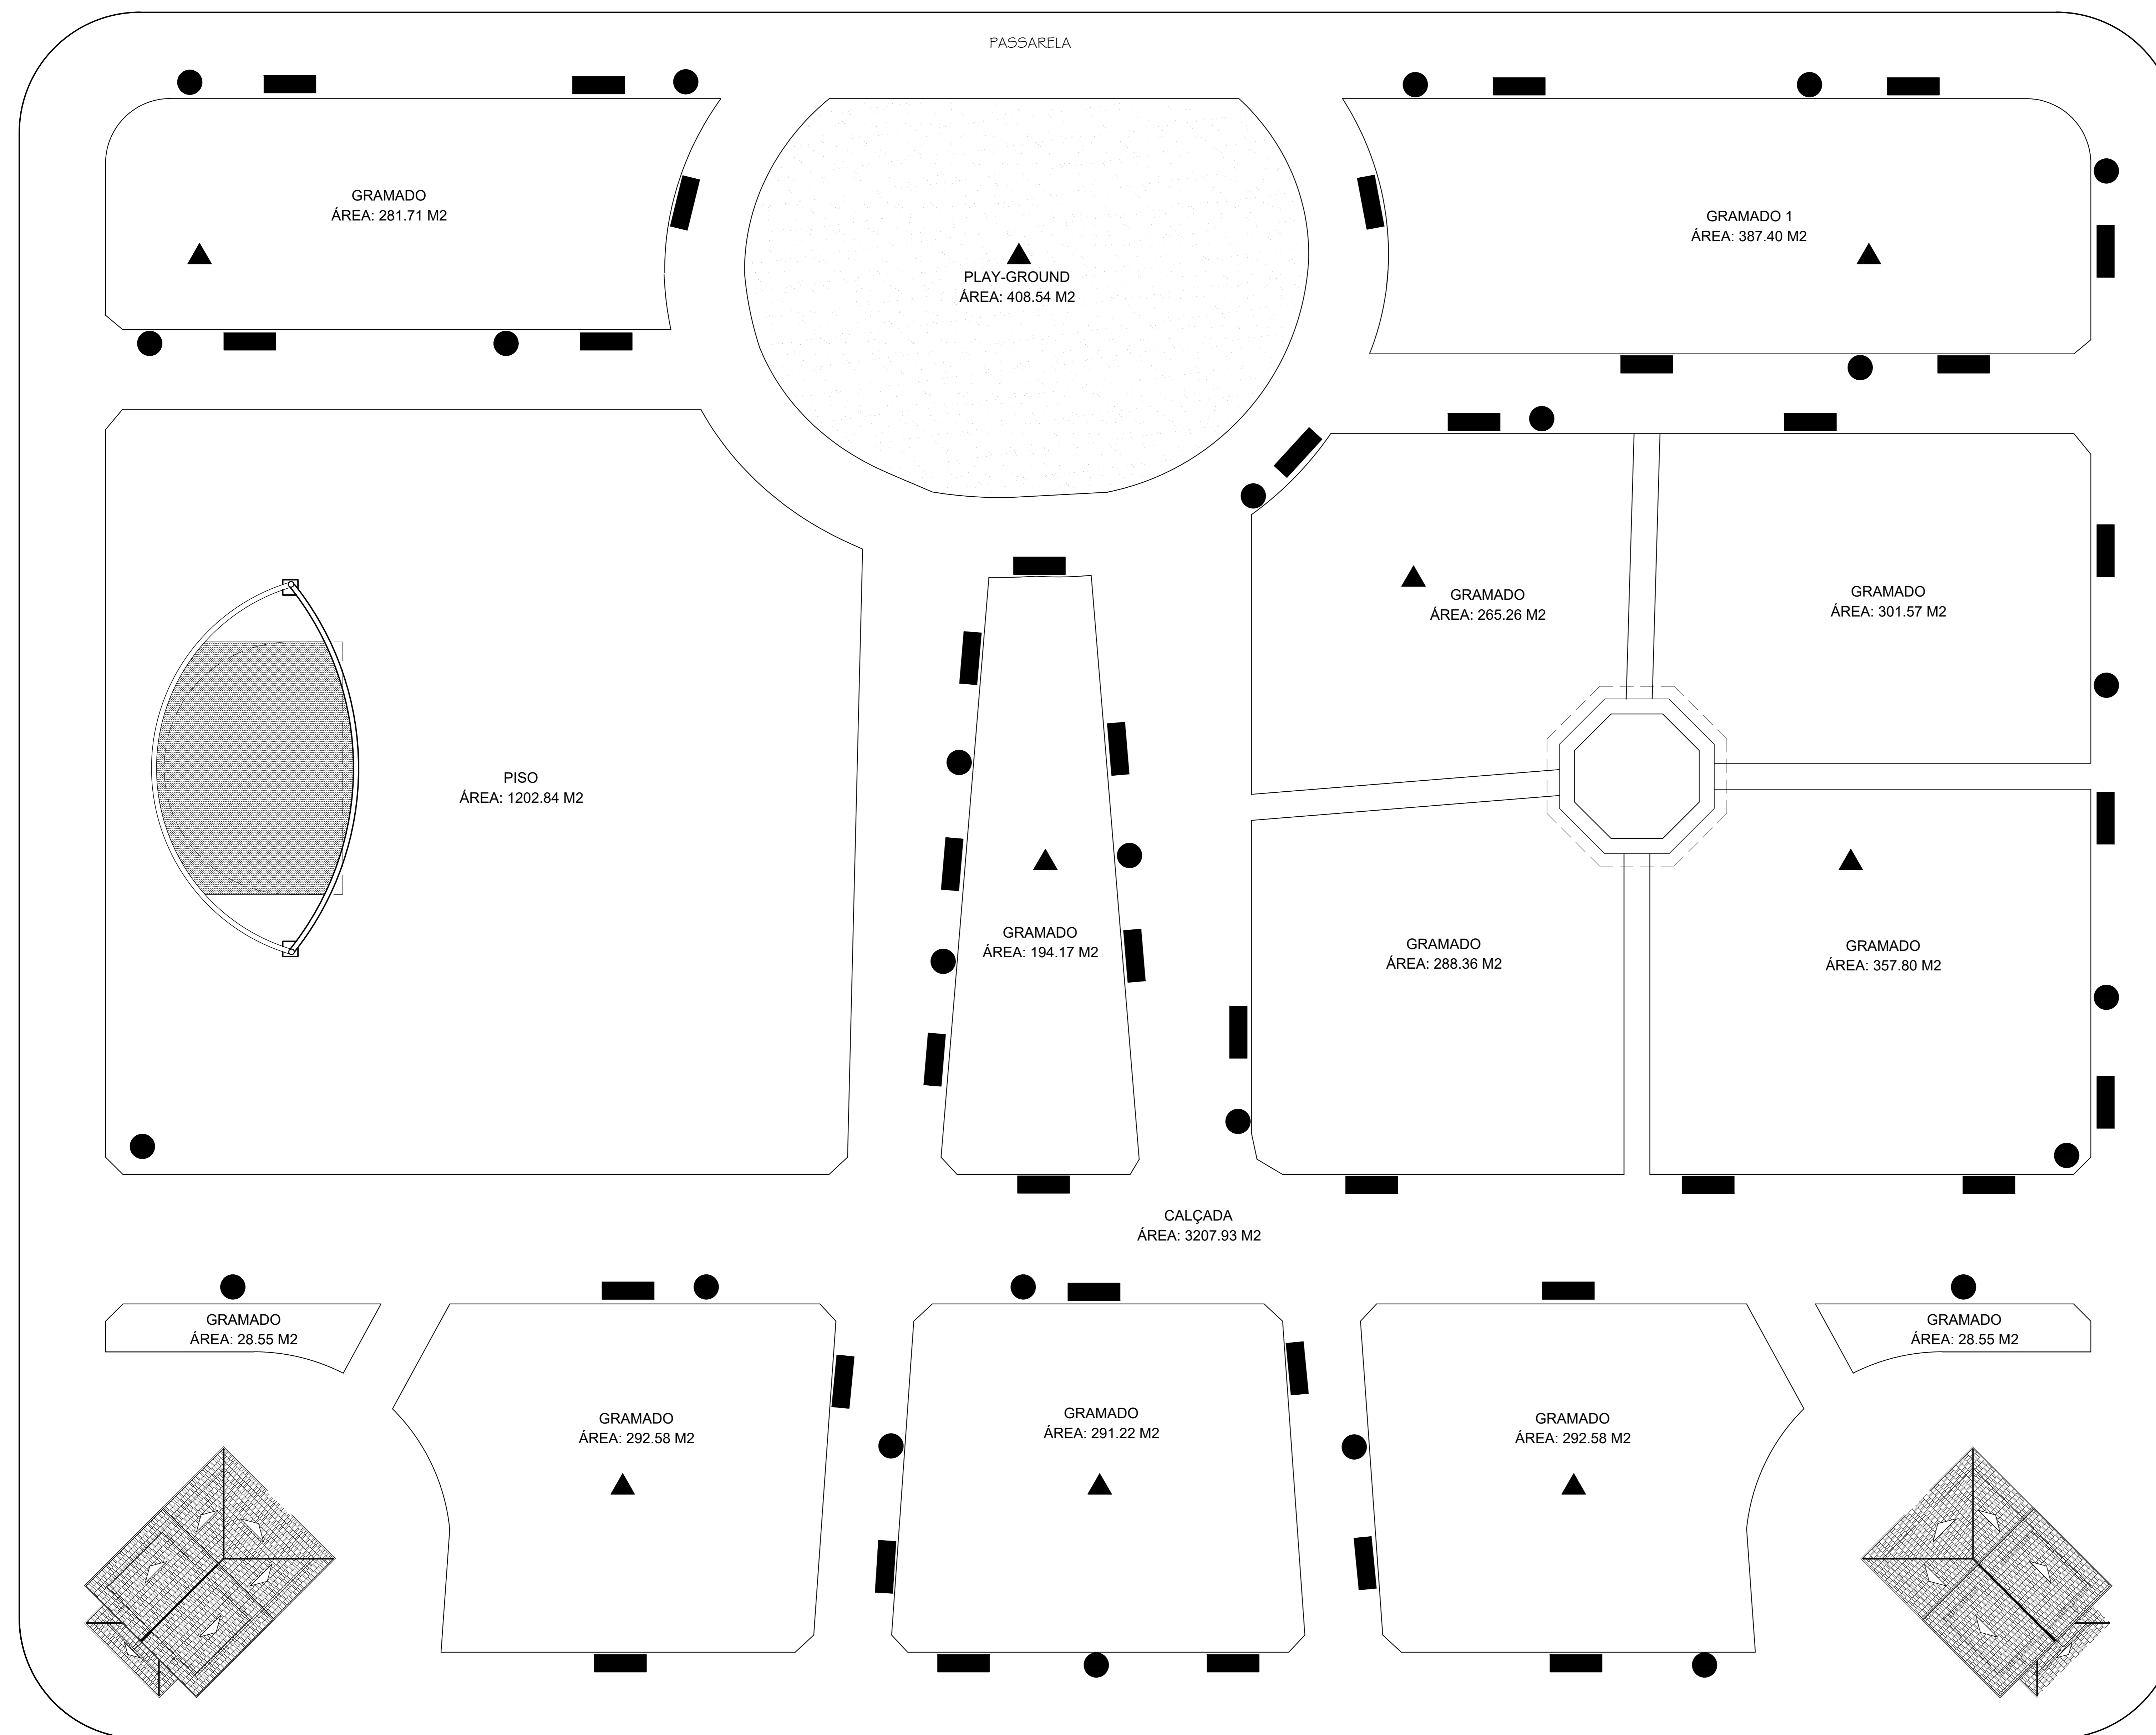 PASSARELA
GRAMADO
ÁREA: 281.71 M2
PLAY-GROUND
ÁREA: 408.54 M2
GRAMADO 1
ÁREA: 387.40 M2
GRAMADO
ÁREA: 265.26 M2
GRAMADO
ÁREA: 301.57 M2
PISO
ÁREA: 1202.84 M2
GRAMADO
ÁREA: 194.17 M2
GRAMADO
ÁREA: 288.36 M2
GRAMADO
ÁREA: 357.80 M2
CALÇADA
ÁREA: 3207.93 M2
GRAMADO
ÁREA: 28.55 M2
GRAMADO
ÁREA: 28.55 M2
GRAMADO
ÁREA: 292.58 M2
GRAMADO
ÁREA: 291.22 M2
GRAMADO
ÁREA: 292.58 M2